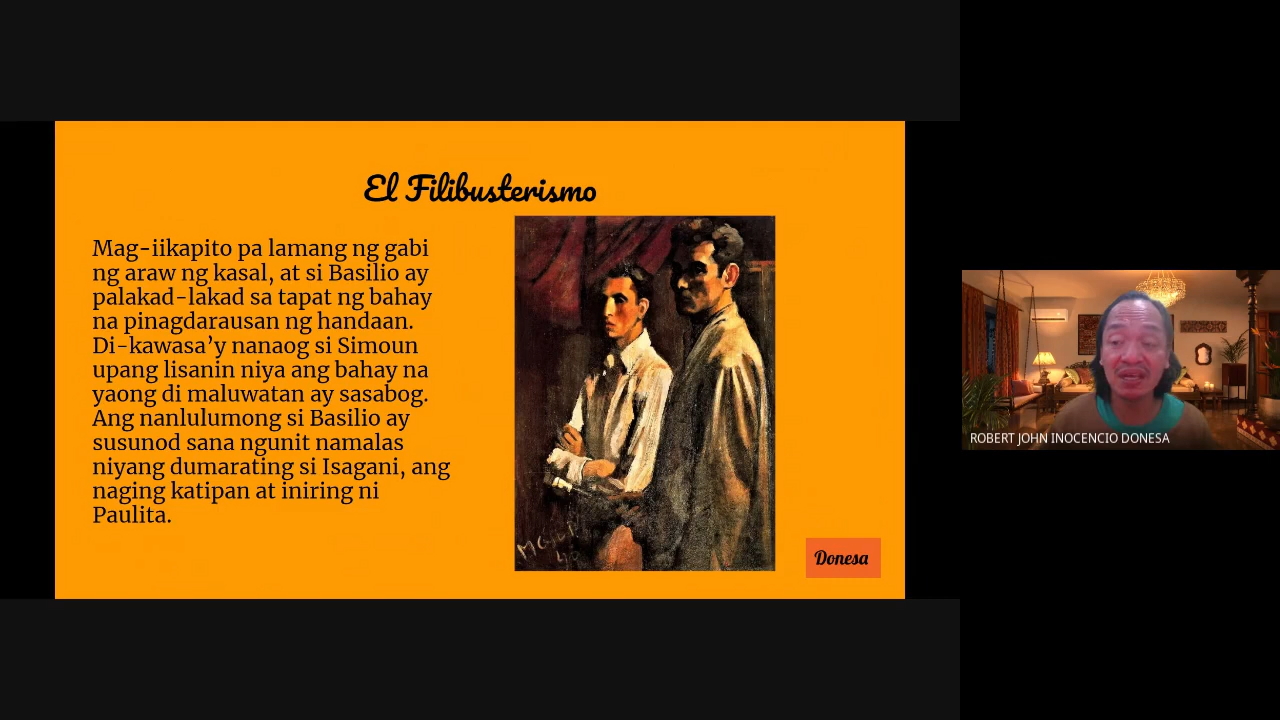 El Filibusterismo
Mag-iikapito pa lamang ng gabi
ng araw ng kasal, at si Basilio ay
palakad-lakad sa tapat ng bahay
na pinagdarausan ng handaan.
Di-kawasa’y nanaog si Simoun
upang lisanin niya ang bahay na
yaong di maluwatan ay sasabog.
Ang nanlulumong si Basilio ay
susunod sana ngunit namalas
niyang dumarating si Isagani, ang
naging katipan at iniring ni
Paulita.
Donesa
ROBERT JOHN INOCENCIO DONESA